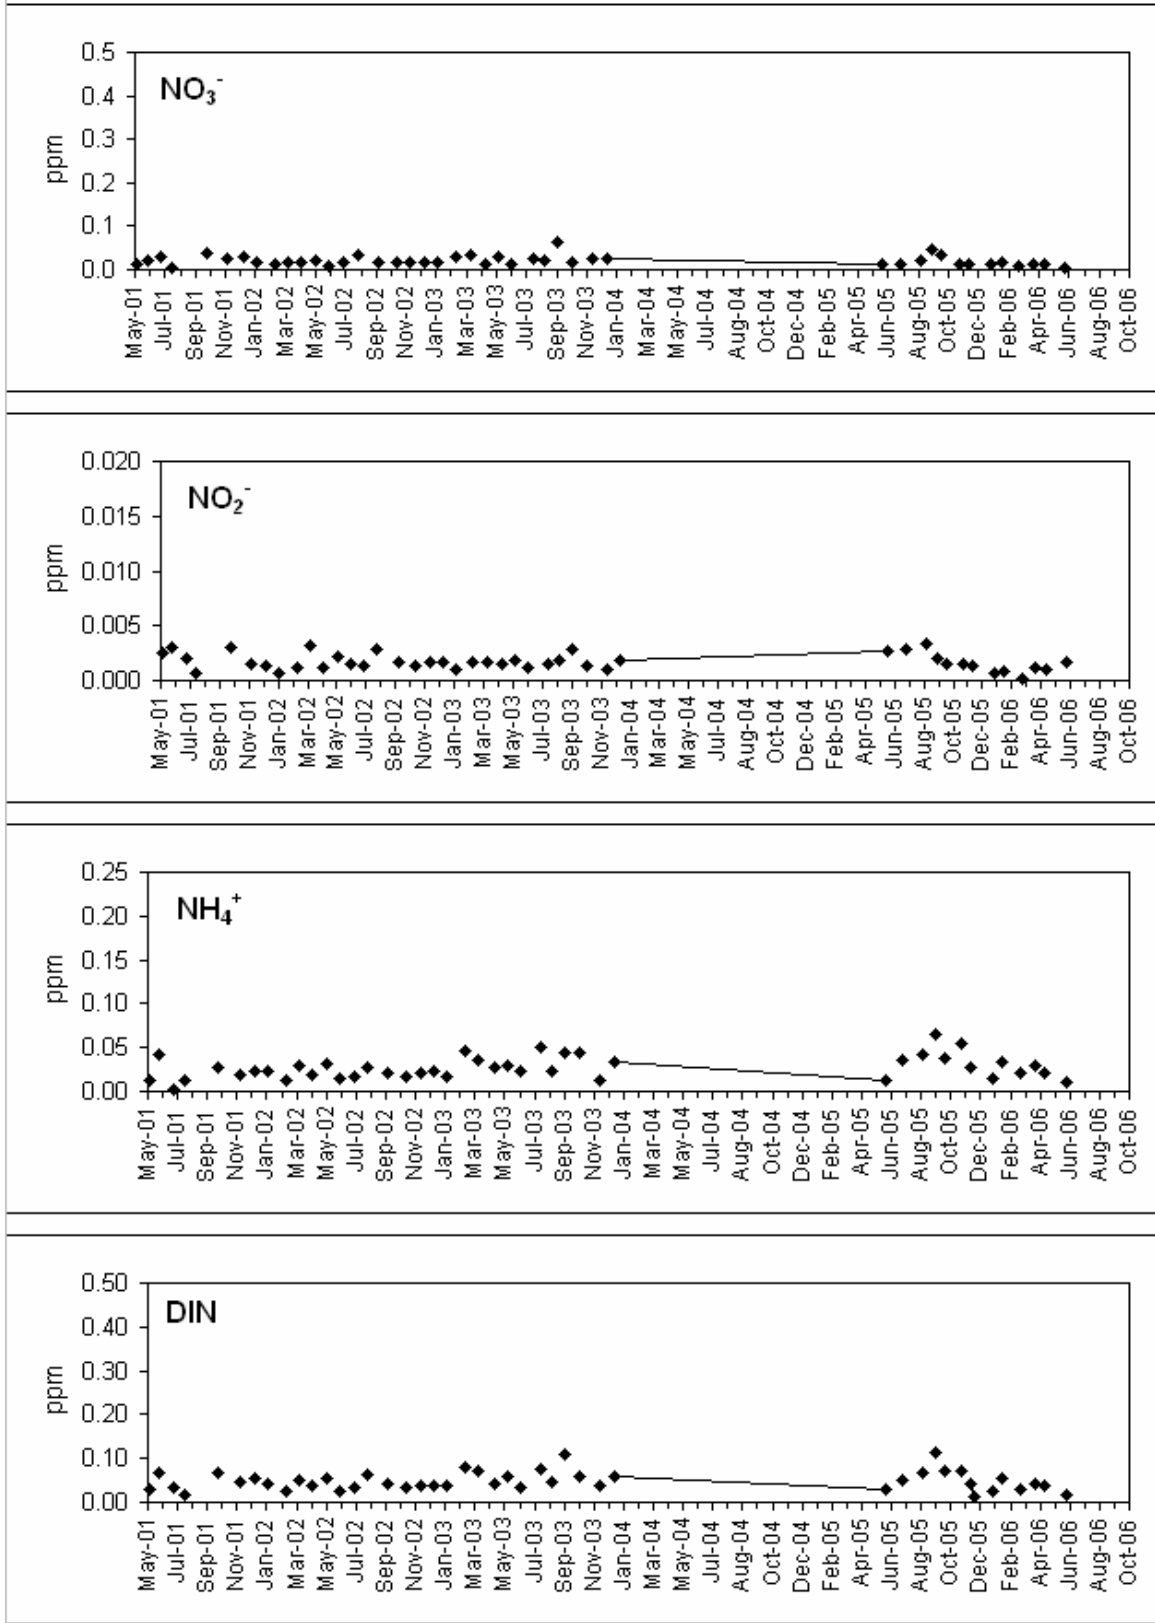 0.5
NO₃⁻
0.4
0.3
ppm
0.2
0.1
0.0
May-01 Jul-01 Sep-01 Nov-01 Jan-02 Mar-02 May-02 Jul-02 Sep-02 Nov-02 Jan-03 Mar-03 May-03 Jul-03 Sep-03 Nov-03 Jan-04 Mar-04 May-04 Jul-04 Aug-04 Oct-04 Dec-04 Feb-05 Apr-05 Jun-05 Aug-05 Oct-05 Dec-05 Feb-06 Apr-06 Jun-06 Aug-06 Oct-06
0.020
NO₂⁻
0.015
ppm
0.010
0.005
0.000
May-01 Jul-01 Sep-01 Nov-01 Jan-02 Mar-02 May-02 Jul-02 Sep-02 Nov-02 Jan-03 Mar-03 May-03 Jul-03 Sep-03 Nov-03 Jan-04 Mar-04 May-04 Jul-04 Aug-04 Oct-04 Dec-04 Feb-05 Apr-05 Jun-05 Aug-05 Oct-05 Dec-05 Feb-06 Apr-06 Jun-06 Aug-06 Oct-06
0.25
NH₄⁺
0.20
0.15
ppm
0.10
0.05
0.00
May-01 Jul-01 Sep-01 Nov-01 Jan-02 Mar-02 May-02 Jul-02 Sep-02 Nov-02 Jan-03 Mar-03 May-03 Jul-03 Sep-03 Nov-03 Jan-04 Mar-04 May-04 Jul-04 Aug-04 Oct-04 Dec-04 Feb-05 Apr-05 Jun-05 Aug-05 Oct-05 Dec-05 Feb-06 Apr-06 Jun-06 Aug-06 Oct-06
0.50
DIN
0.40
0.30
ppm
0.20
0.10
0.00
May-01 Jul-01 Sep-01 Nov-01 Jan-02 Mar-02 May-02 Jul-02 Sep-02 Nov-02 Jan-03 Mar-03 May-03 Jul-03 Sep-03 Nov-03 Jan-04 Mar-04 May-04 Jul-04 Aug-04 Oct-04 Dec-04 Feb-05 Apr-05 Jun-05 Aug-05 Oct-05 Dec-05 Feb-06 Apr-06 Jun-06 Aug-06 Oct-06